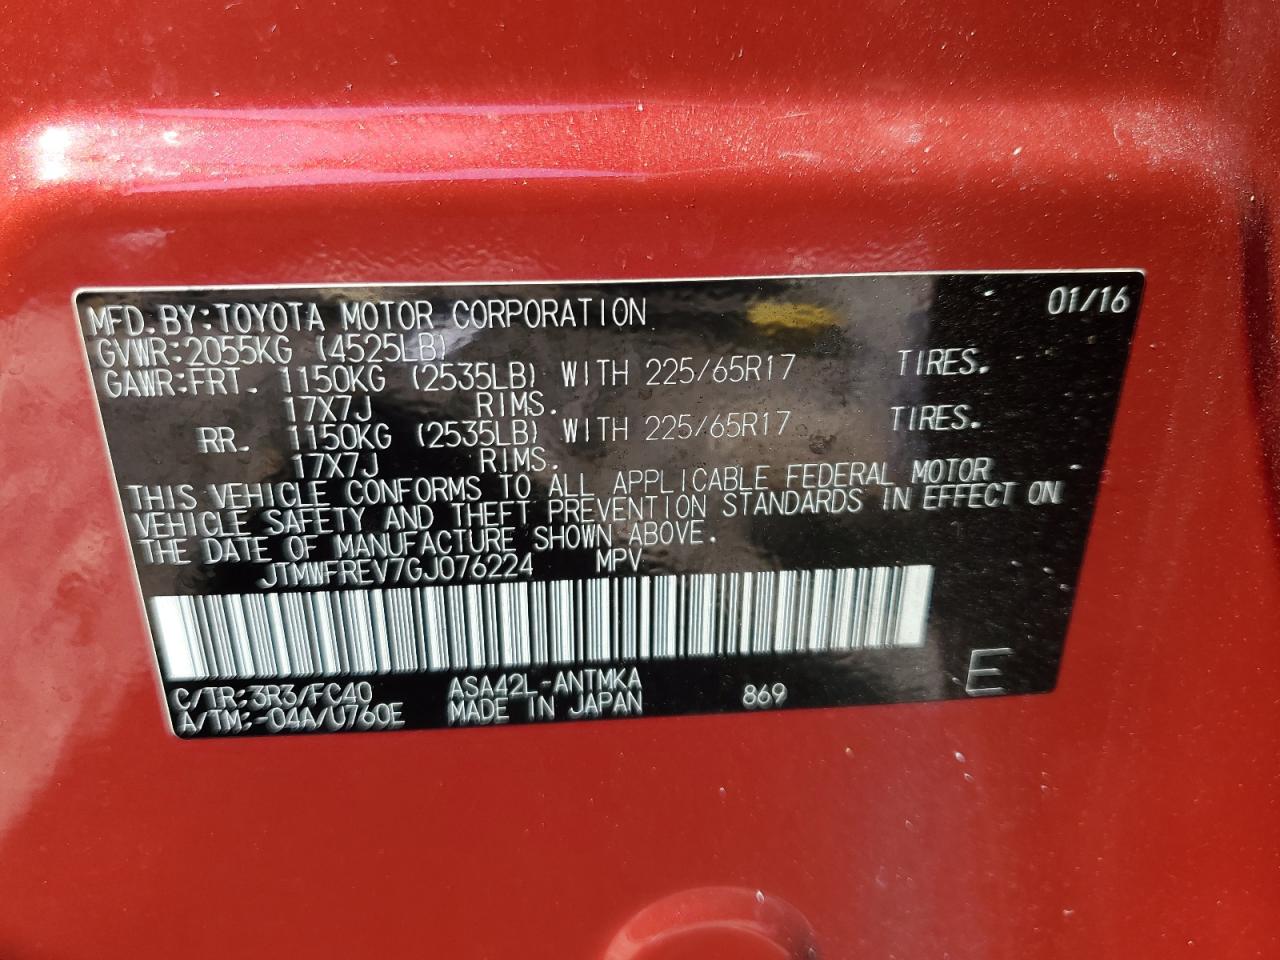 MFD.BY:TOYOTA MOTOR CORPORATION 01/16
GVWR:2055KG (4525LB)
GAWR:FRT. 1150KG (2535LB) WITH 225/65R17 TIRES.
17X7J RIMS.
RR. 1150KG (2535LB) WITH 225/65R17 TIRES.
17X7J RIMS.
THIS VEHICLE CONFORMS TO ALL APPLICABLE FEDERAL MOTOR
VEHICLE SAFETY AND THEFT PREVENTION STANDARDS IN EFFECT ON
THE DATE OF MANUFACTURE SHOWN ABOVE.
JTMWFREV7GJ076224 MPV
C/TR:3R3/FC40 ASA42L-ANTMKA 869 E
A/TM:-04A/U760E MADE IN JAPAN